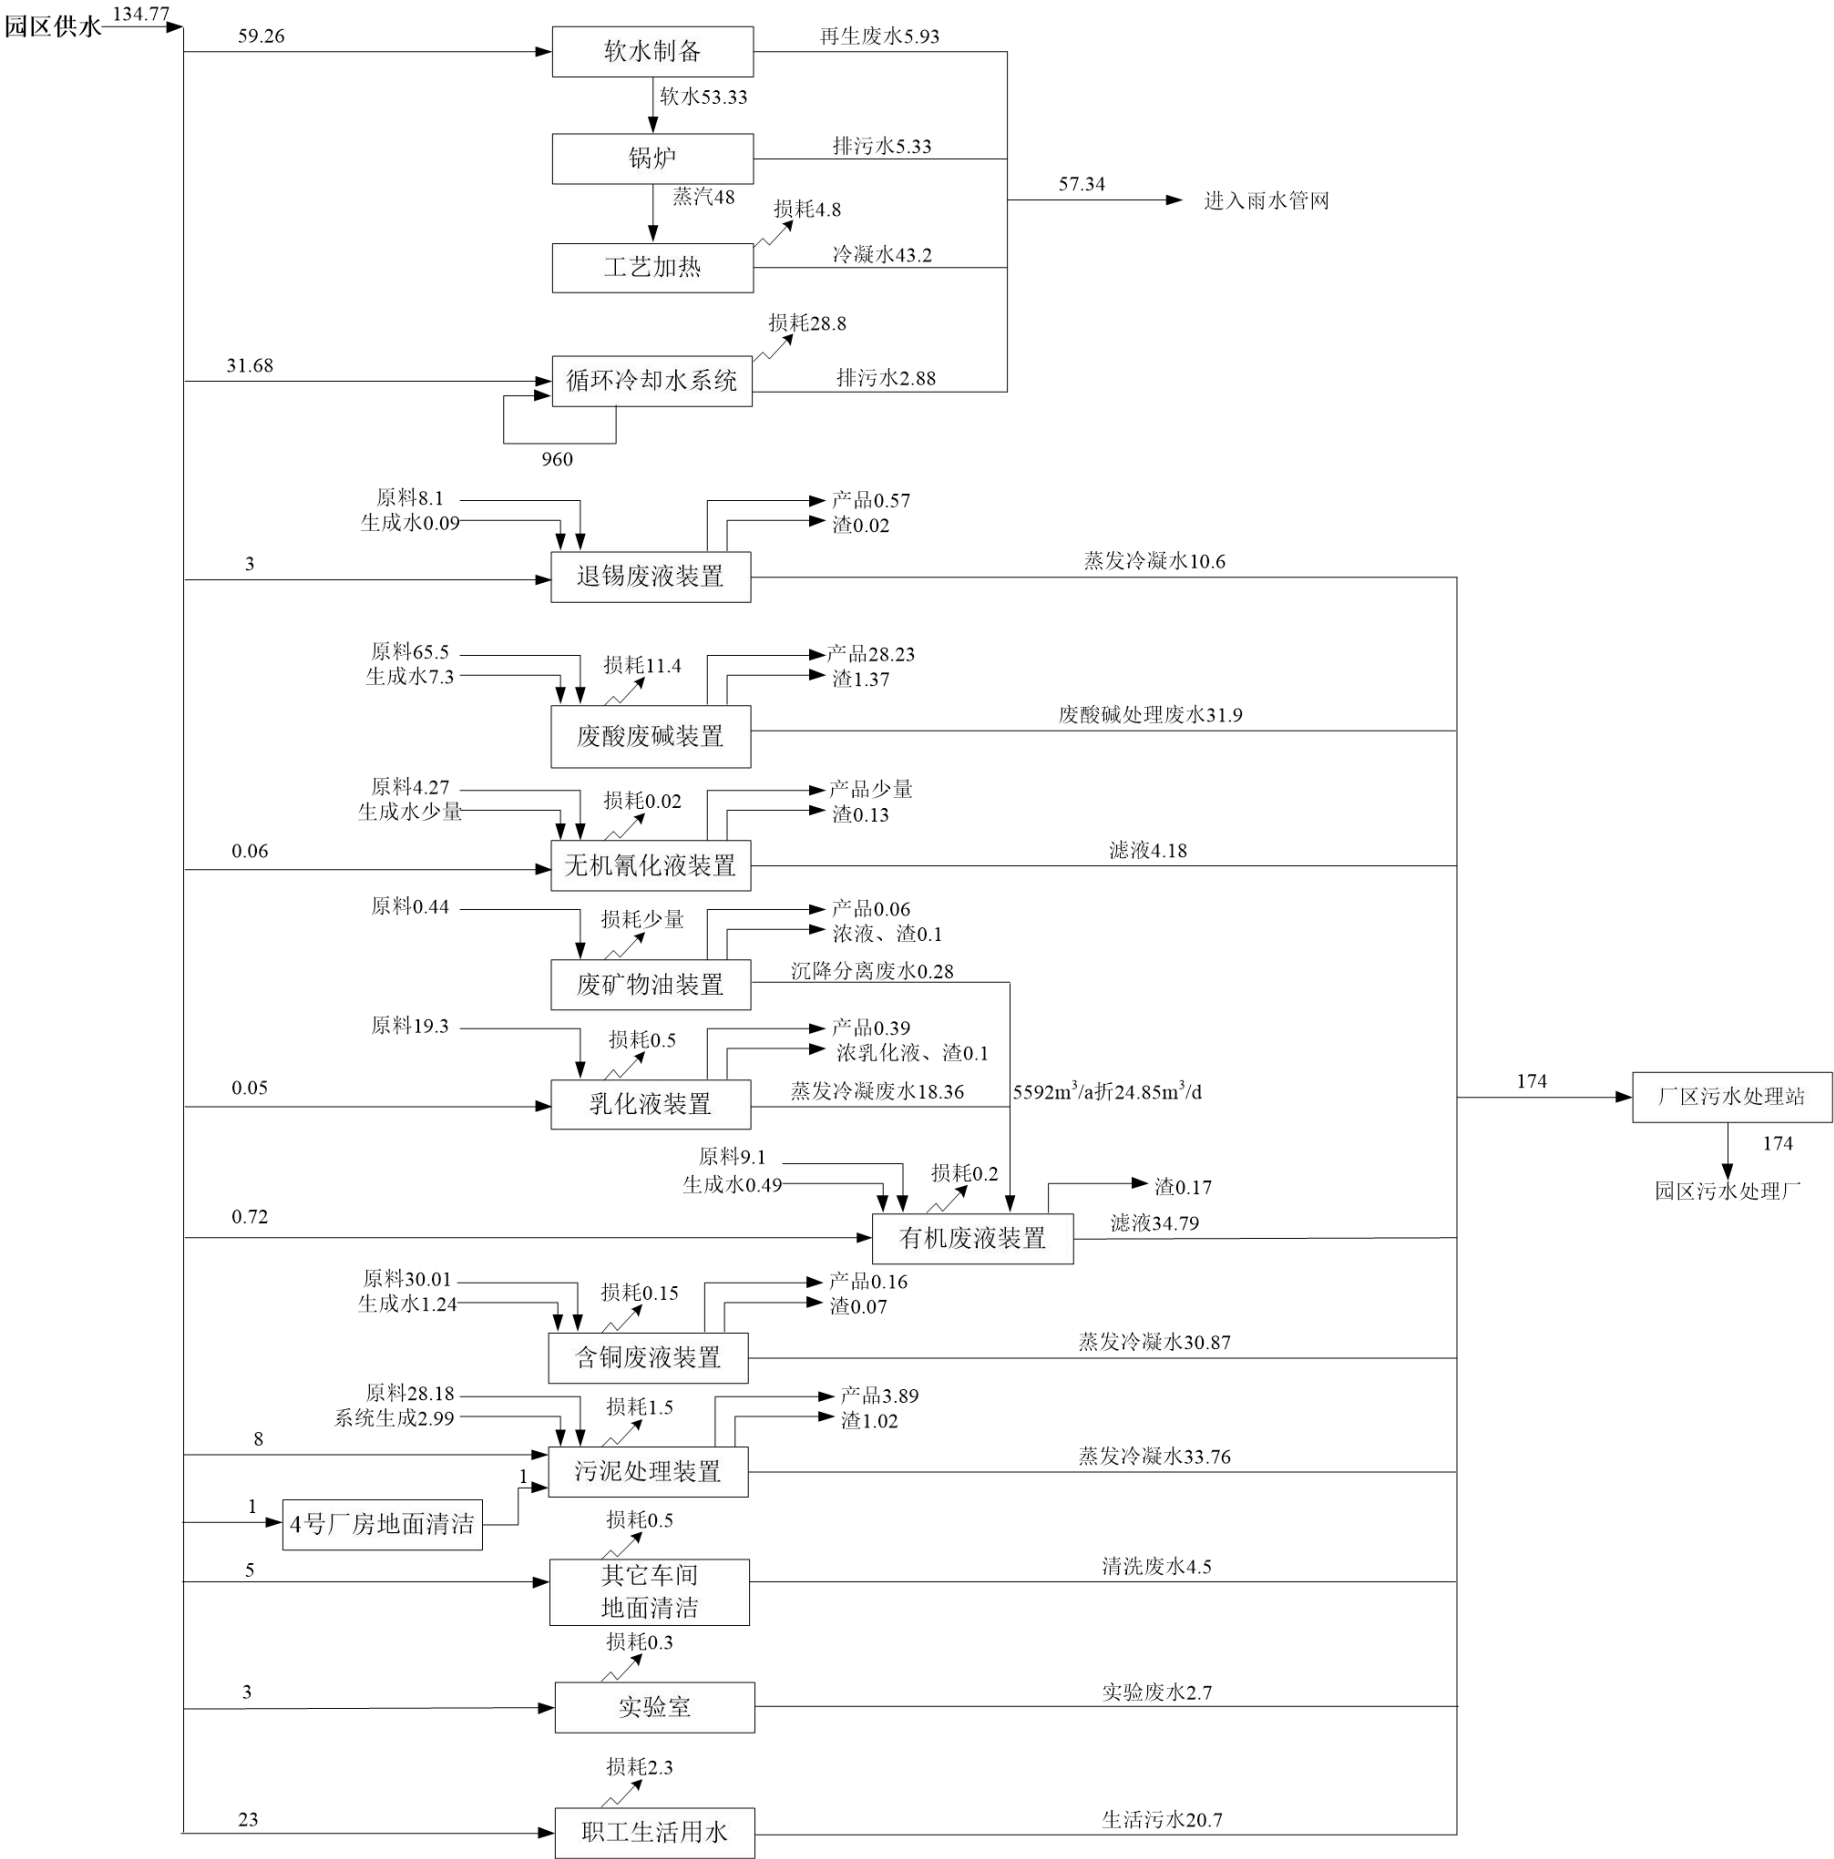 园区供水
134.77
59.26
软水制备
再生废水5.93
软水53.33
锅炉
排污水5.33
蒸汽48
损耗4.8
57.34
进入雨水管网
工艺加热
冷凝水43.2
损耗28.8
31.68
循环冷却水系统
排污水2.88
960
原料8.1
生成水0.09
产品0.57
渣0.02
3
退锡废液装置
蒸发冷凝水10.6
原料65.5
生成水7.3
损耗11.4
产品28.23
渣1.37
废酸废碱装置
废酸碱处理废水31.9
原料4.27
生成水少量
损耗0.02
产品少量
渣0.13
0.06
无机氰化液装置
滤液4.18
原料0.44
损耗少量
产品0.06
浓液、渣0.1
废矿物油装置
沉降分离废水0.28
原料19.3
损耗0.5
产品0.39
浓乳化液、渣0.1
0.05
乳化液装置
蒸发冷凝废水18.36
5592m³/a折24.85m³/d
174
厂区污水处理站
174
园区污水处理厂
原料9.1
生成水0.49
损耗0.2
渣0.17
0.72
有机废液装置
滤液34.79
原料30.01
生成水1.24
损耗0.15
产品0.16
渣0.07
含铜废液装置
蒸发冷凝水30.87
原料28.18
系统生成2.99
损耗1.5
产品3.89
渣1.02
8
污泥处理装置
蒸发冷凝水33.76
1
1
4号厂房地面清洁
损耗0.5
5
其它车间
地面清洁
清洗废水4.5
损耗0.3
3
实验室
实验废水2.7
损耗2.3
23
职工生活用水
生活污水20.7